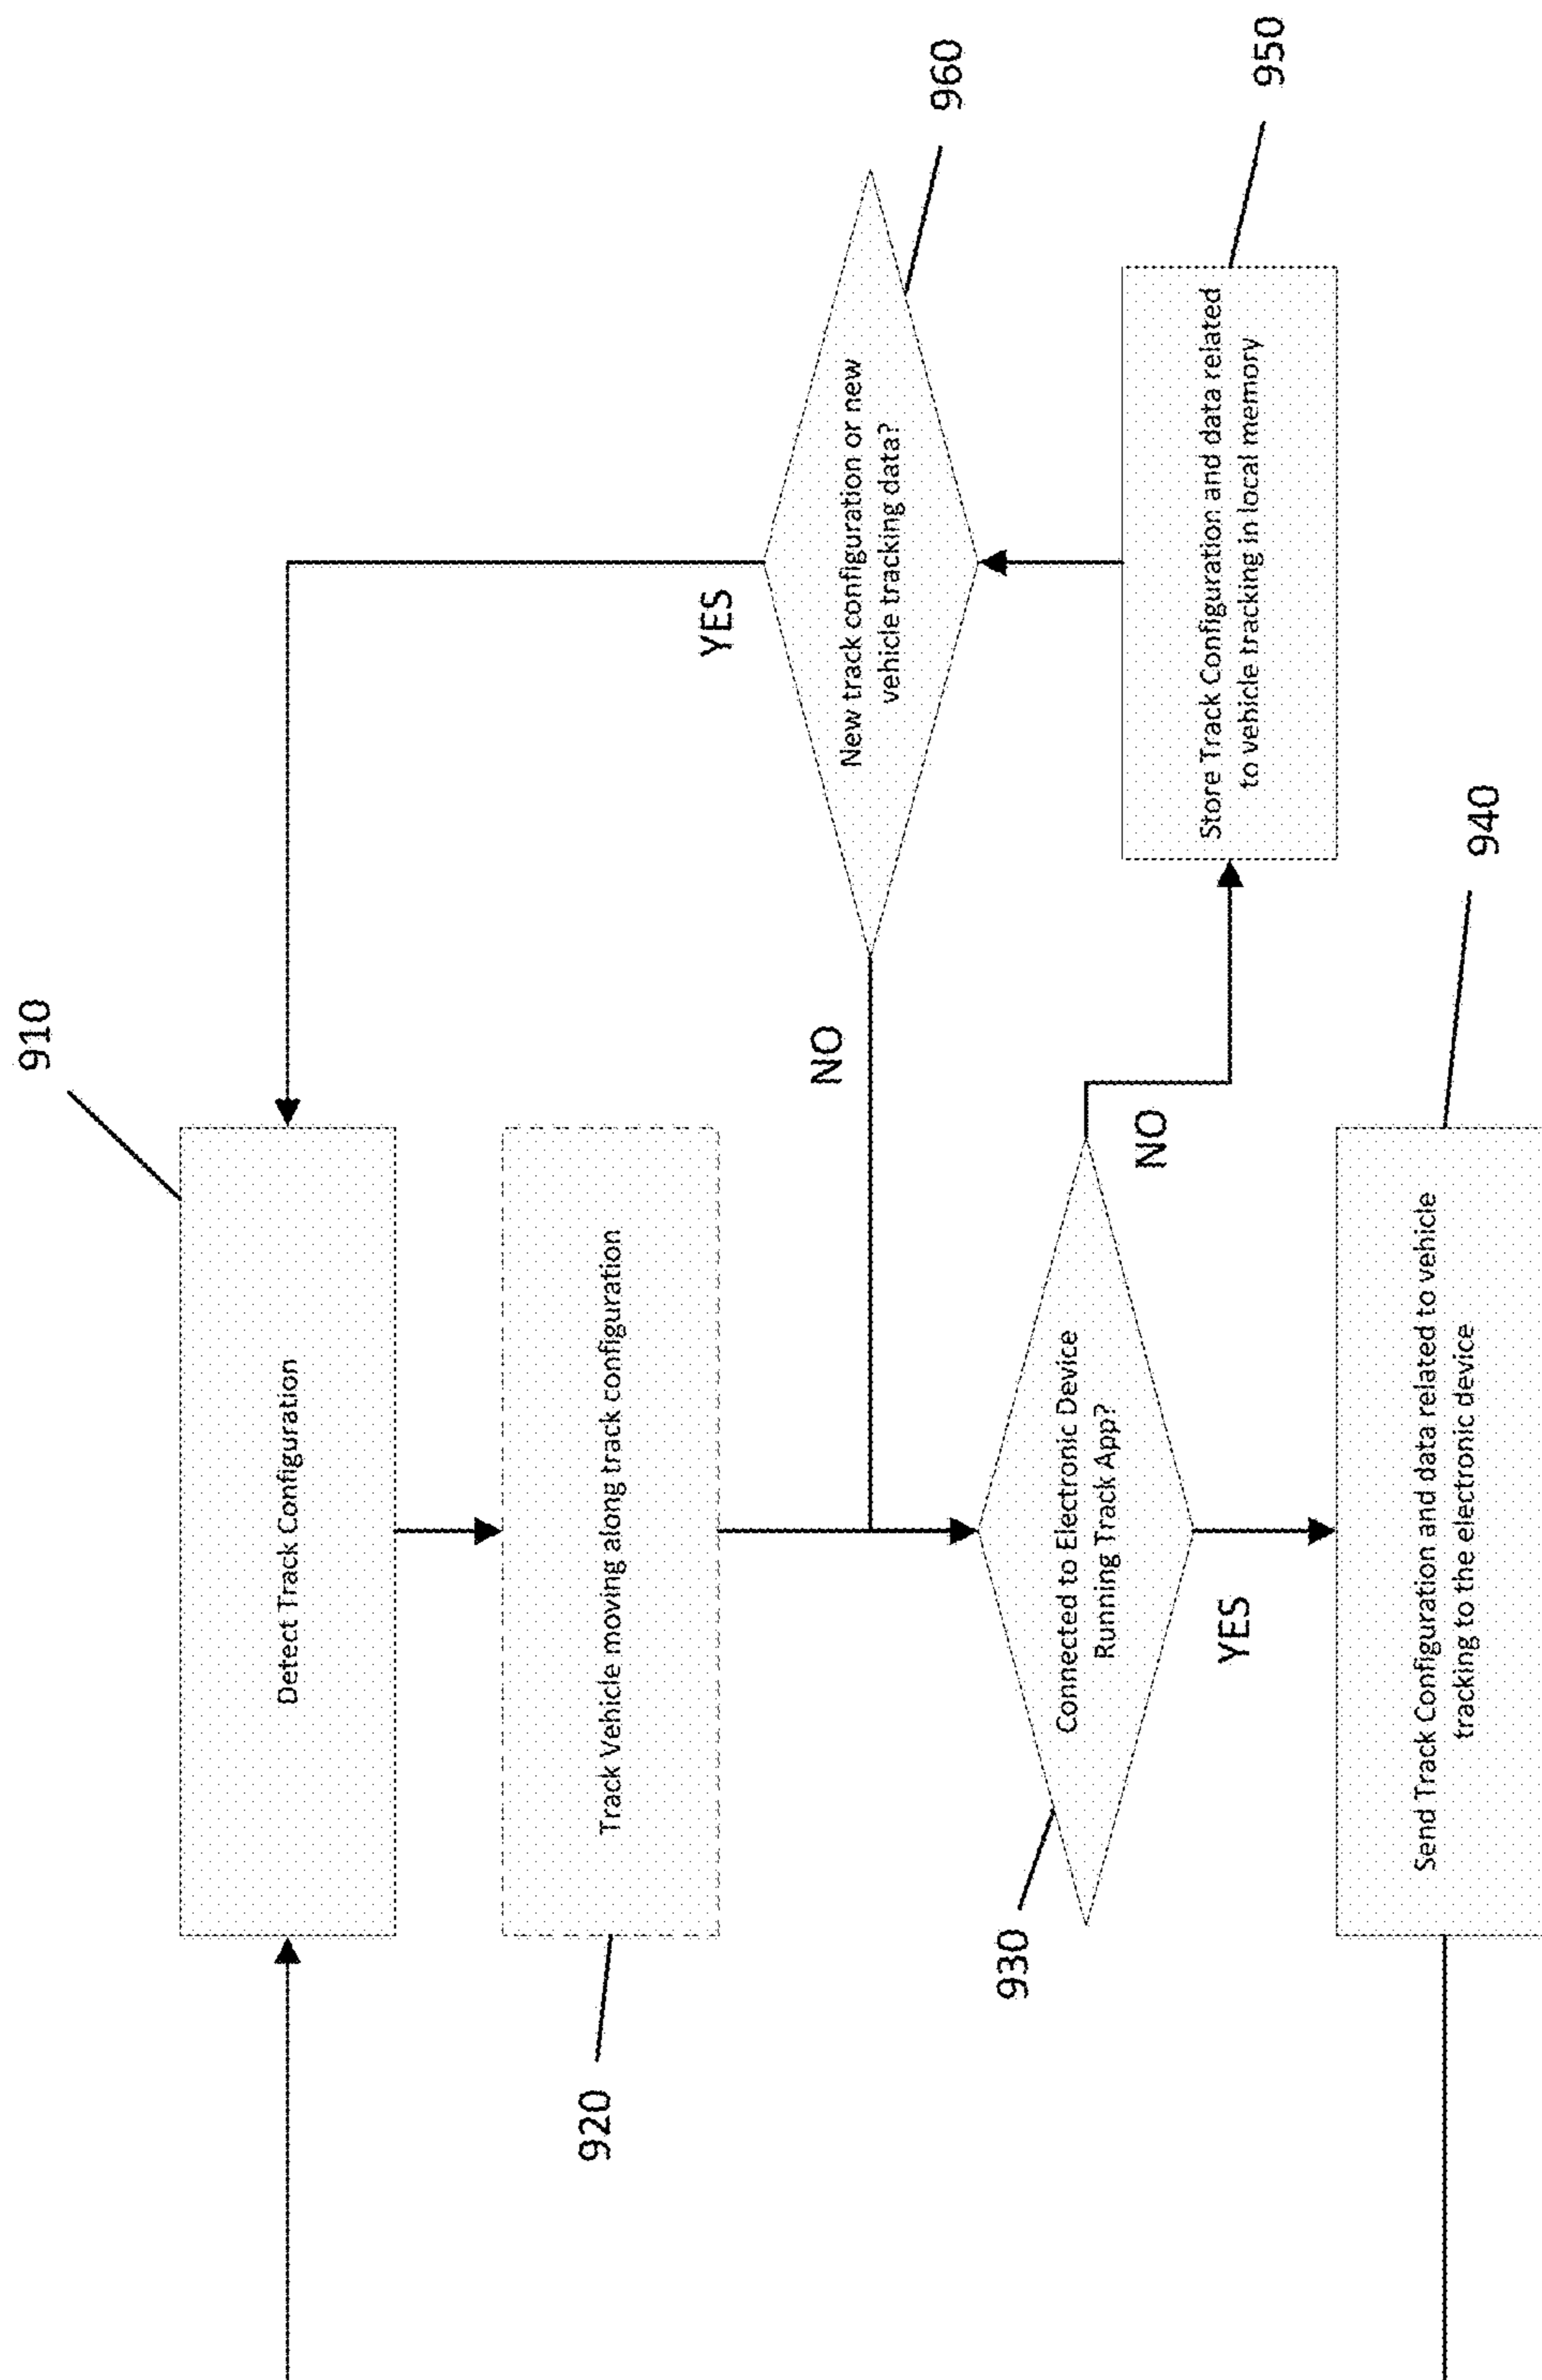 910
Detect Track Configuration
920
Track Vehicle moving along track configuration
NO
YES
New track configuration or new
vehicle tracking data?
960
930
Connected to Electronic Device
Running Track App?
NO
YES
Store Track Configuration and data related
to vehicle tracking in local memory
950
Send Track Configuration and data related to vehicle
tracking to the electronic device
940